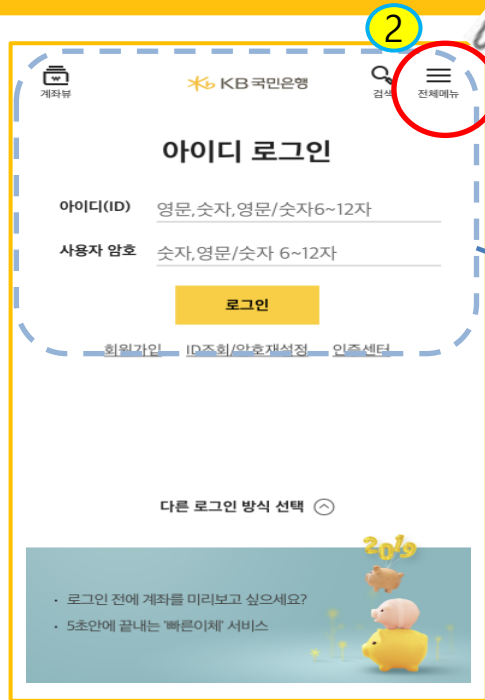 2
계좌뷰
KB국민은행
검색
전체메뉴
아이디 로그인
아이디(ID) 영문,숫자,영문/숫자6~12자
사용자 암호 숫자,영문/숫자 6~12자
로그인
회원가입 ID조회/암호재설정 인증센터
다른 로그인 방식 선택
2019
· 로그인 전에 계좌를 미리보고 싶으세요?
· 5초안에 끝내는 '빠른이체' 서비스